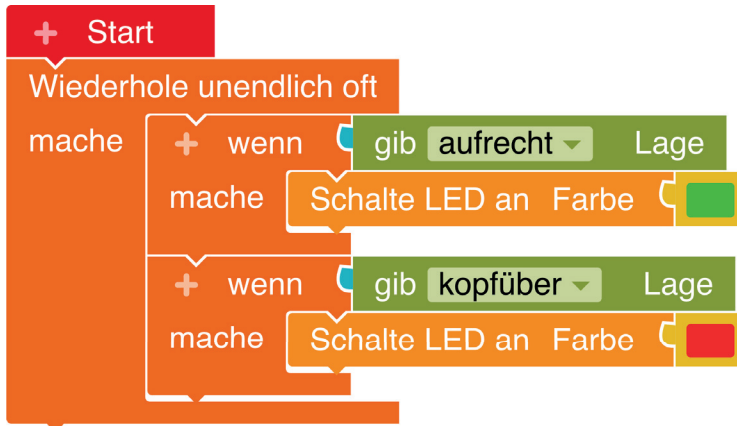 + Start
Wiederhole unendlich oft
mache + wenn gib aufrecht Lage
mache Schalte LED an Farbe
+ wenn gib kopfüber Lage
mache Schalte LED an Farbe